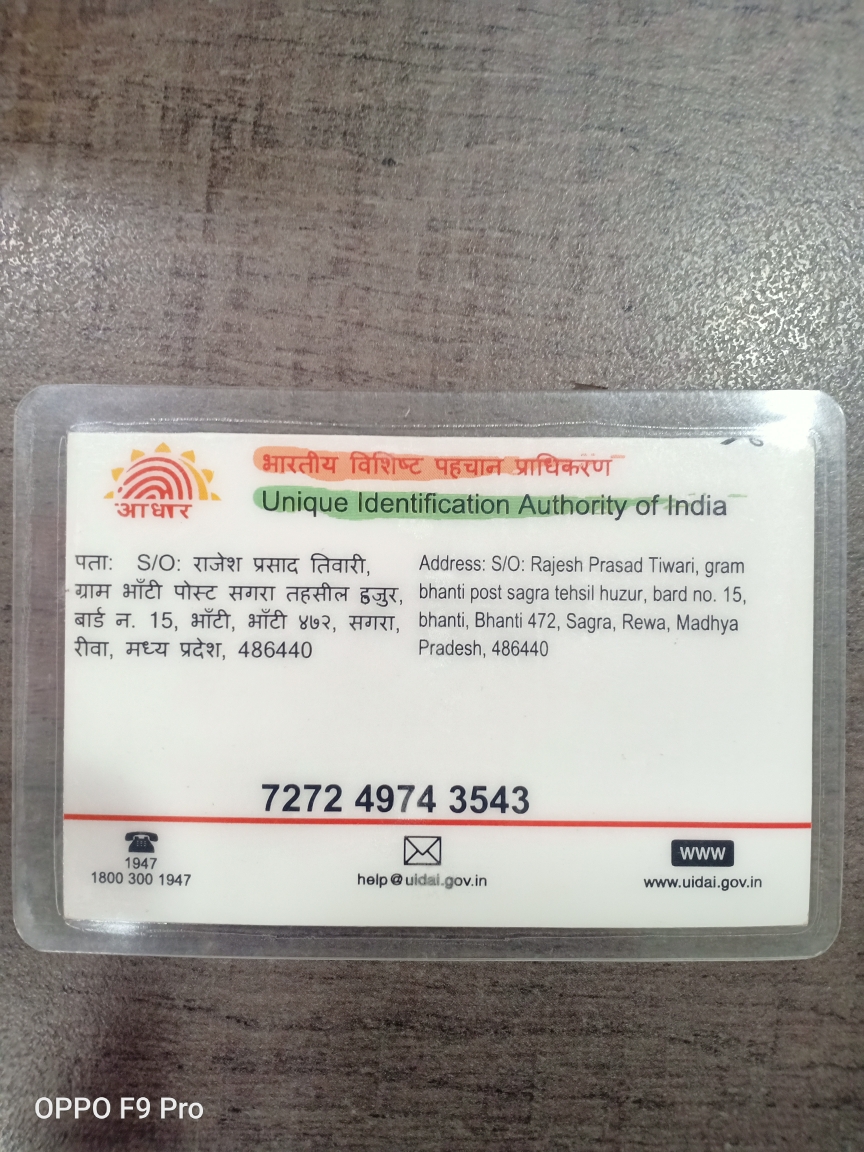 आधार
भारतीय विशिष्ट पहचान प्राधिकरण
Unique Identification Authority of India
पता: S/O: राजेश प्रसाद तिवारी,
ग्राम भाँटी पोस्ट सगरा तहसील हुजुर,
बार्ड न. 15, भाँटी, भाँटी ४७२, सगरा,
रीवा, मध्य प्रदेश, 486440
Address: S/O: Rajesh Prasad Tiwari, gram
bhanti post sagra tehsil huzur, bard no. 15,
bhanti, Bhanti 472, Sagra, Rewa, Madhya
Pradesh, 486440
7272 4974 3543
1947
1800 300 1947
help@uidai.gov.in
www
www.uidai.gov.in
OPPO F9 Pro